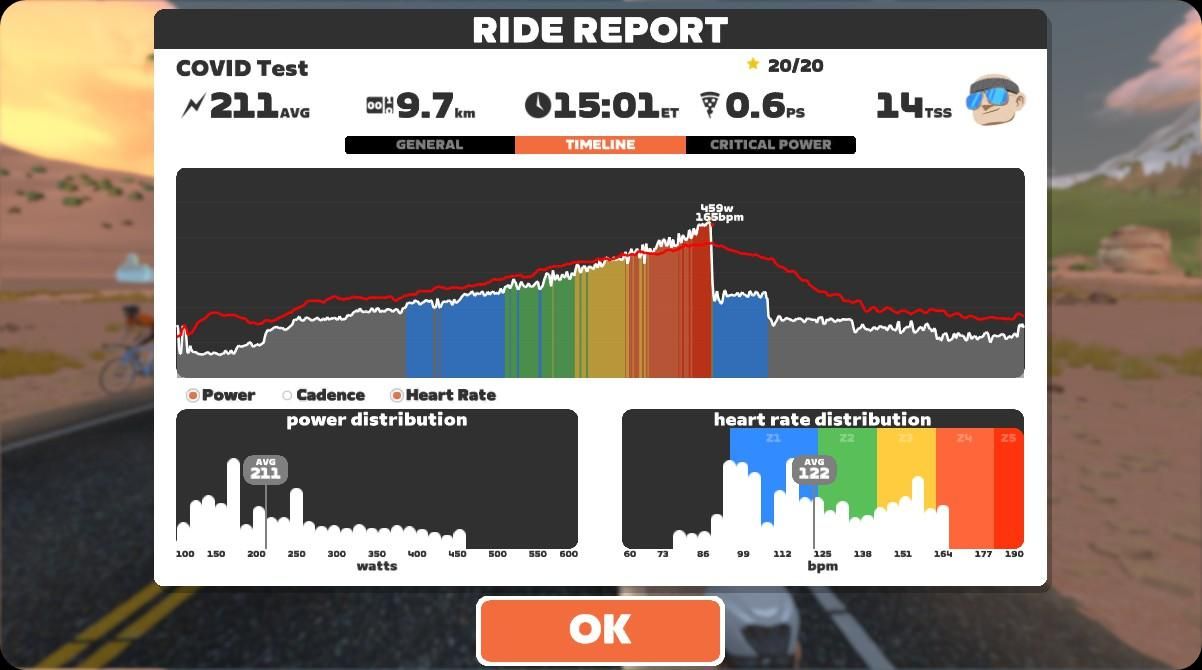 RIDE REPORT
COVID Test
20/20
211AVG
9.7km
15:01ET
0.6PS
14TSS
GENERAL
TIMELINE
CRITICAL POWER
459w
165bpm
Power
Cadence
Heart Rate
power distribution
AVG
211
100 150 200 250 300 350 400 450 500 550 600
watts
heart rate distribution
Z1 Z2 Z3 Z4 Z5
AVG
122
60 73 86 99 112 125 138 151 164 177 190
bpm
OK